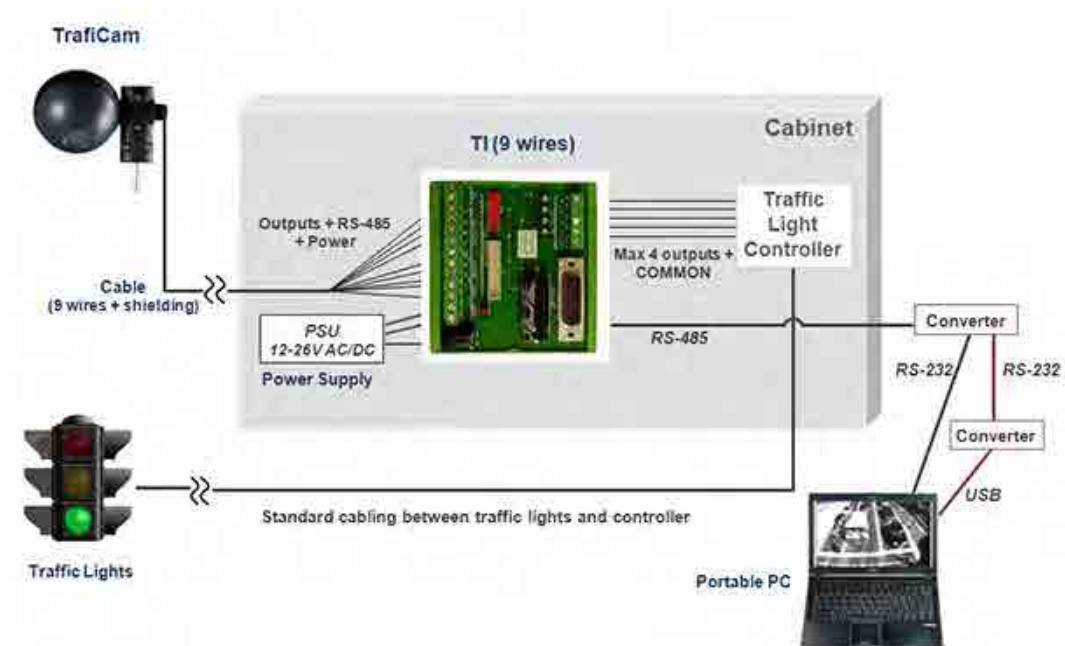 TrafiCam
Cabinet
TI (9 wires)
Traffic
Light
Controller
Outputs + RS-485
+ Power
Max 4 outputs +
COMMON
Cable
(9 wires + shielding)
PSU
12-26V AC/DC
Power Supply
RS-485
Converter
RS-232
RS-232
Converter
USB
Standard cabling between traffic lights and controller
Traffic Lights
Portable PC